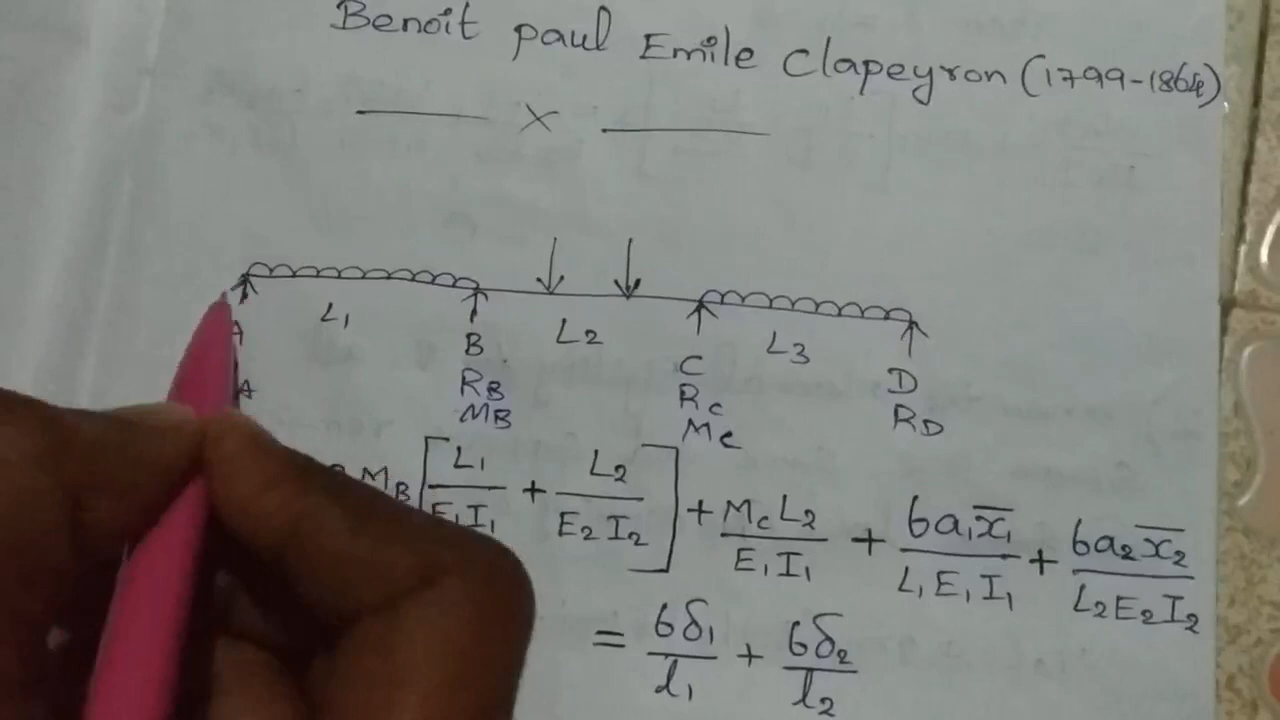 Benoit paul Emile Clapeyron (1799-1864)
x
L1 L2 L3
A B C D
A RB RC RD
MB MC
MB [L1/E1I1 + L2/E2I2] + McL2/E1I1 + 6a1x̅1/L1E1I1 + 6a2x̅2/L2E2I2
= 6δ1/l1 + 6δ2/l2